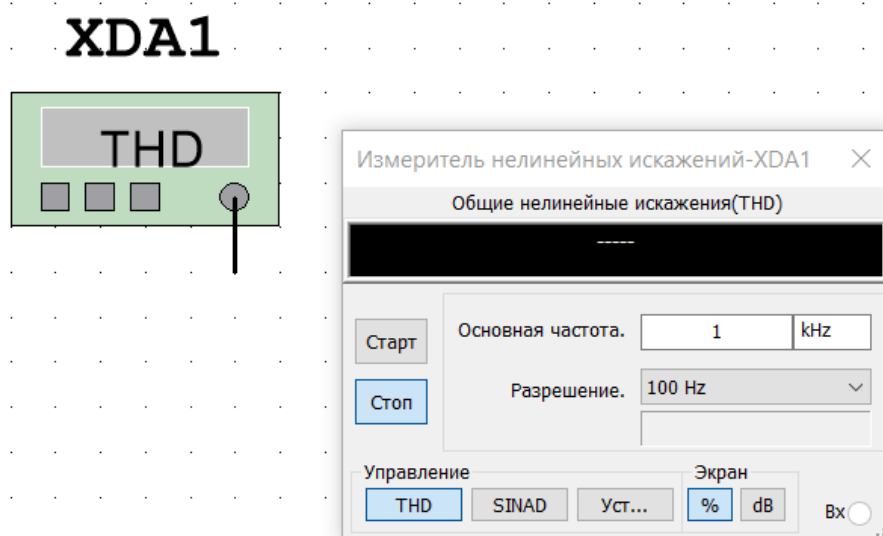 XDA1
THD
Измеритель нелинейных искажений-XDA1
Общие нелинейные искажения(THD)
-----
Старт
Основная частота. 1 kHz
Стоп
Разрешение. 100 Hz
Управление Экран
THD SINAD Уст... % dB Вх